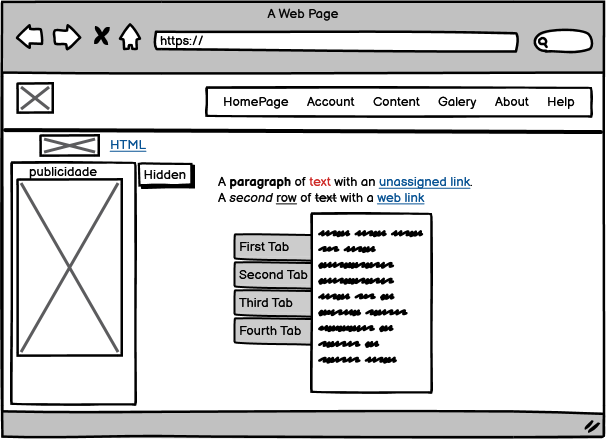 A Web Page
https://
HomePage Account Content Galery About Help
HTML
publicidade
Hidden
A paragraph of text with an unassigned link.
A second row of text with a web link
First Tab
Second Tab
Third Tab
Fourth Tab